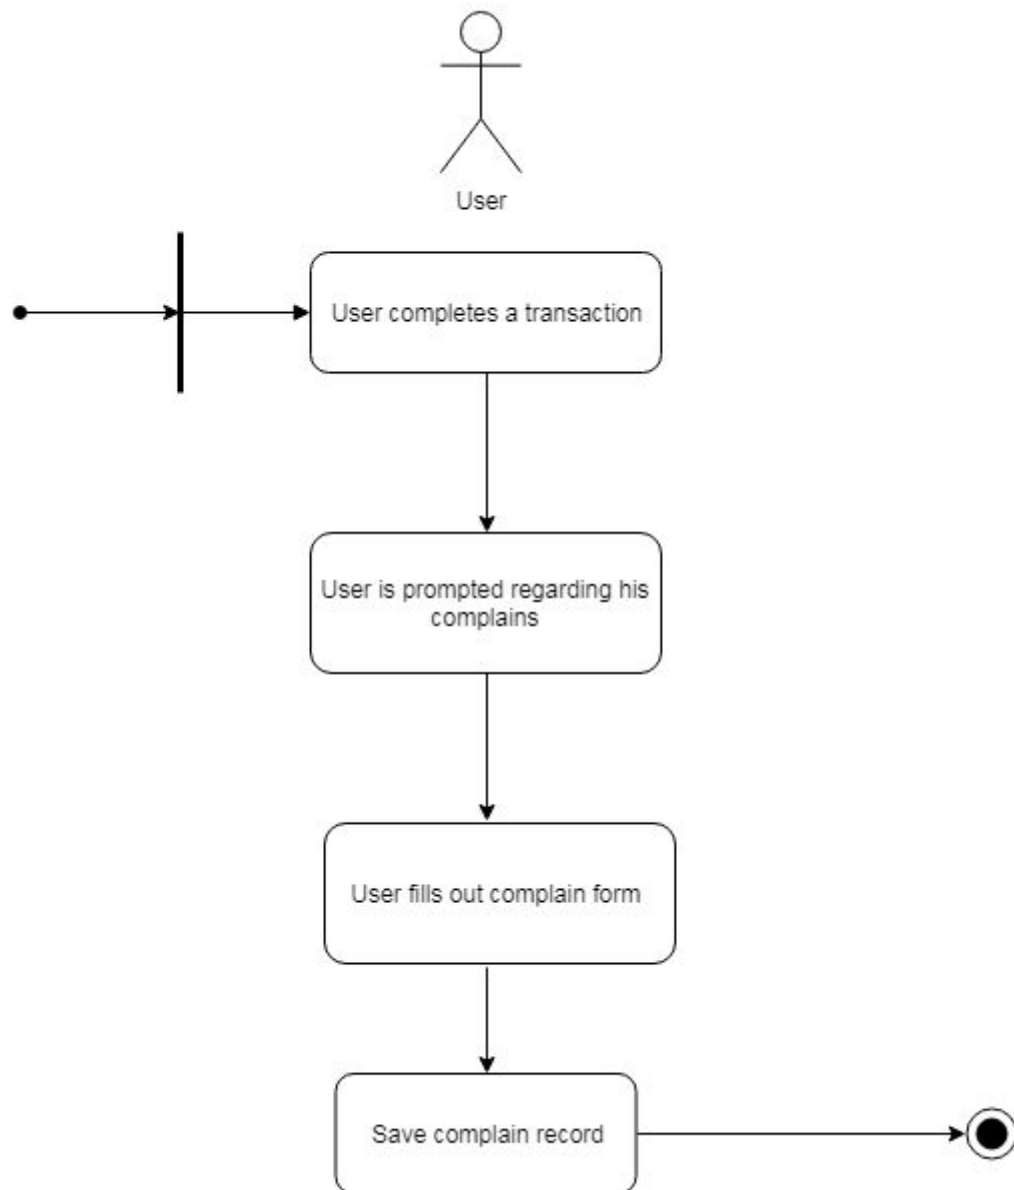 User
User completes a transaction
User is prompted regarding his
complains
User fills out complain form
Save complain record